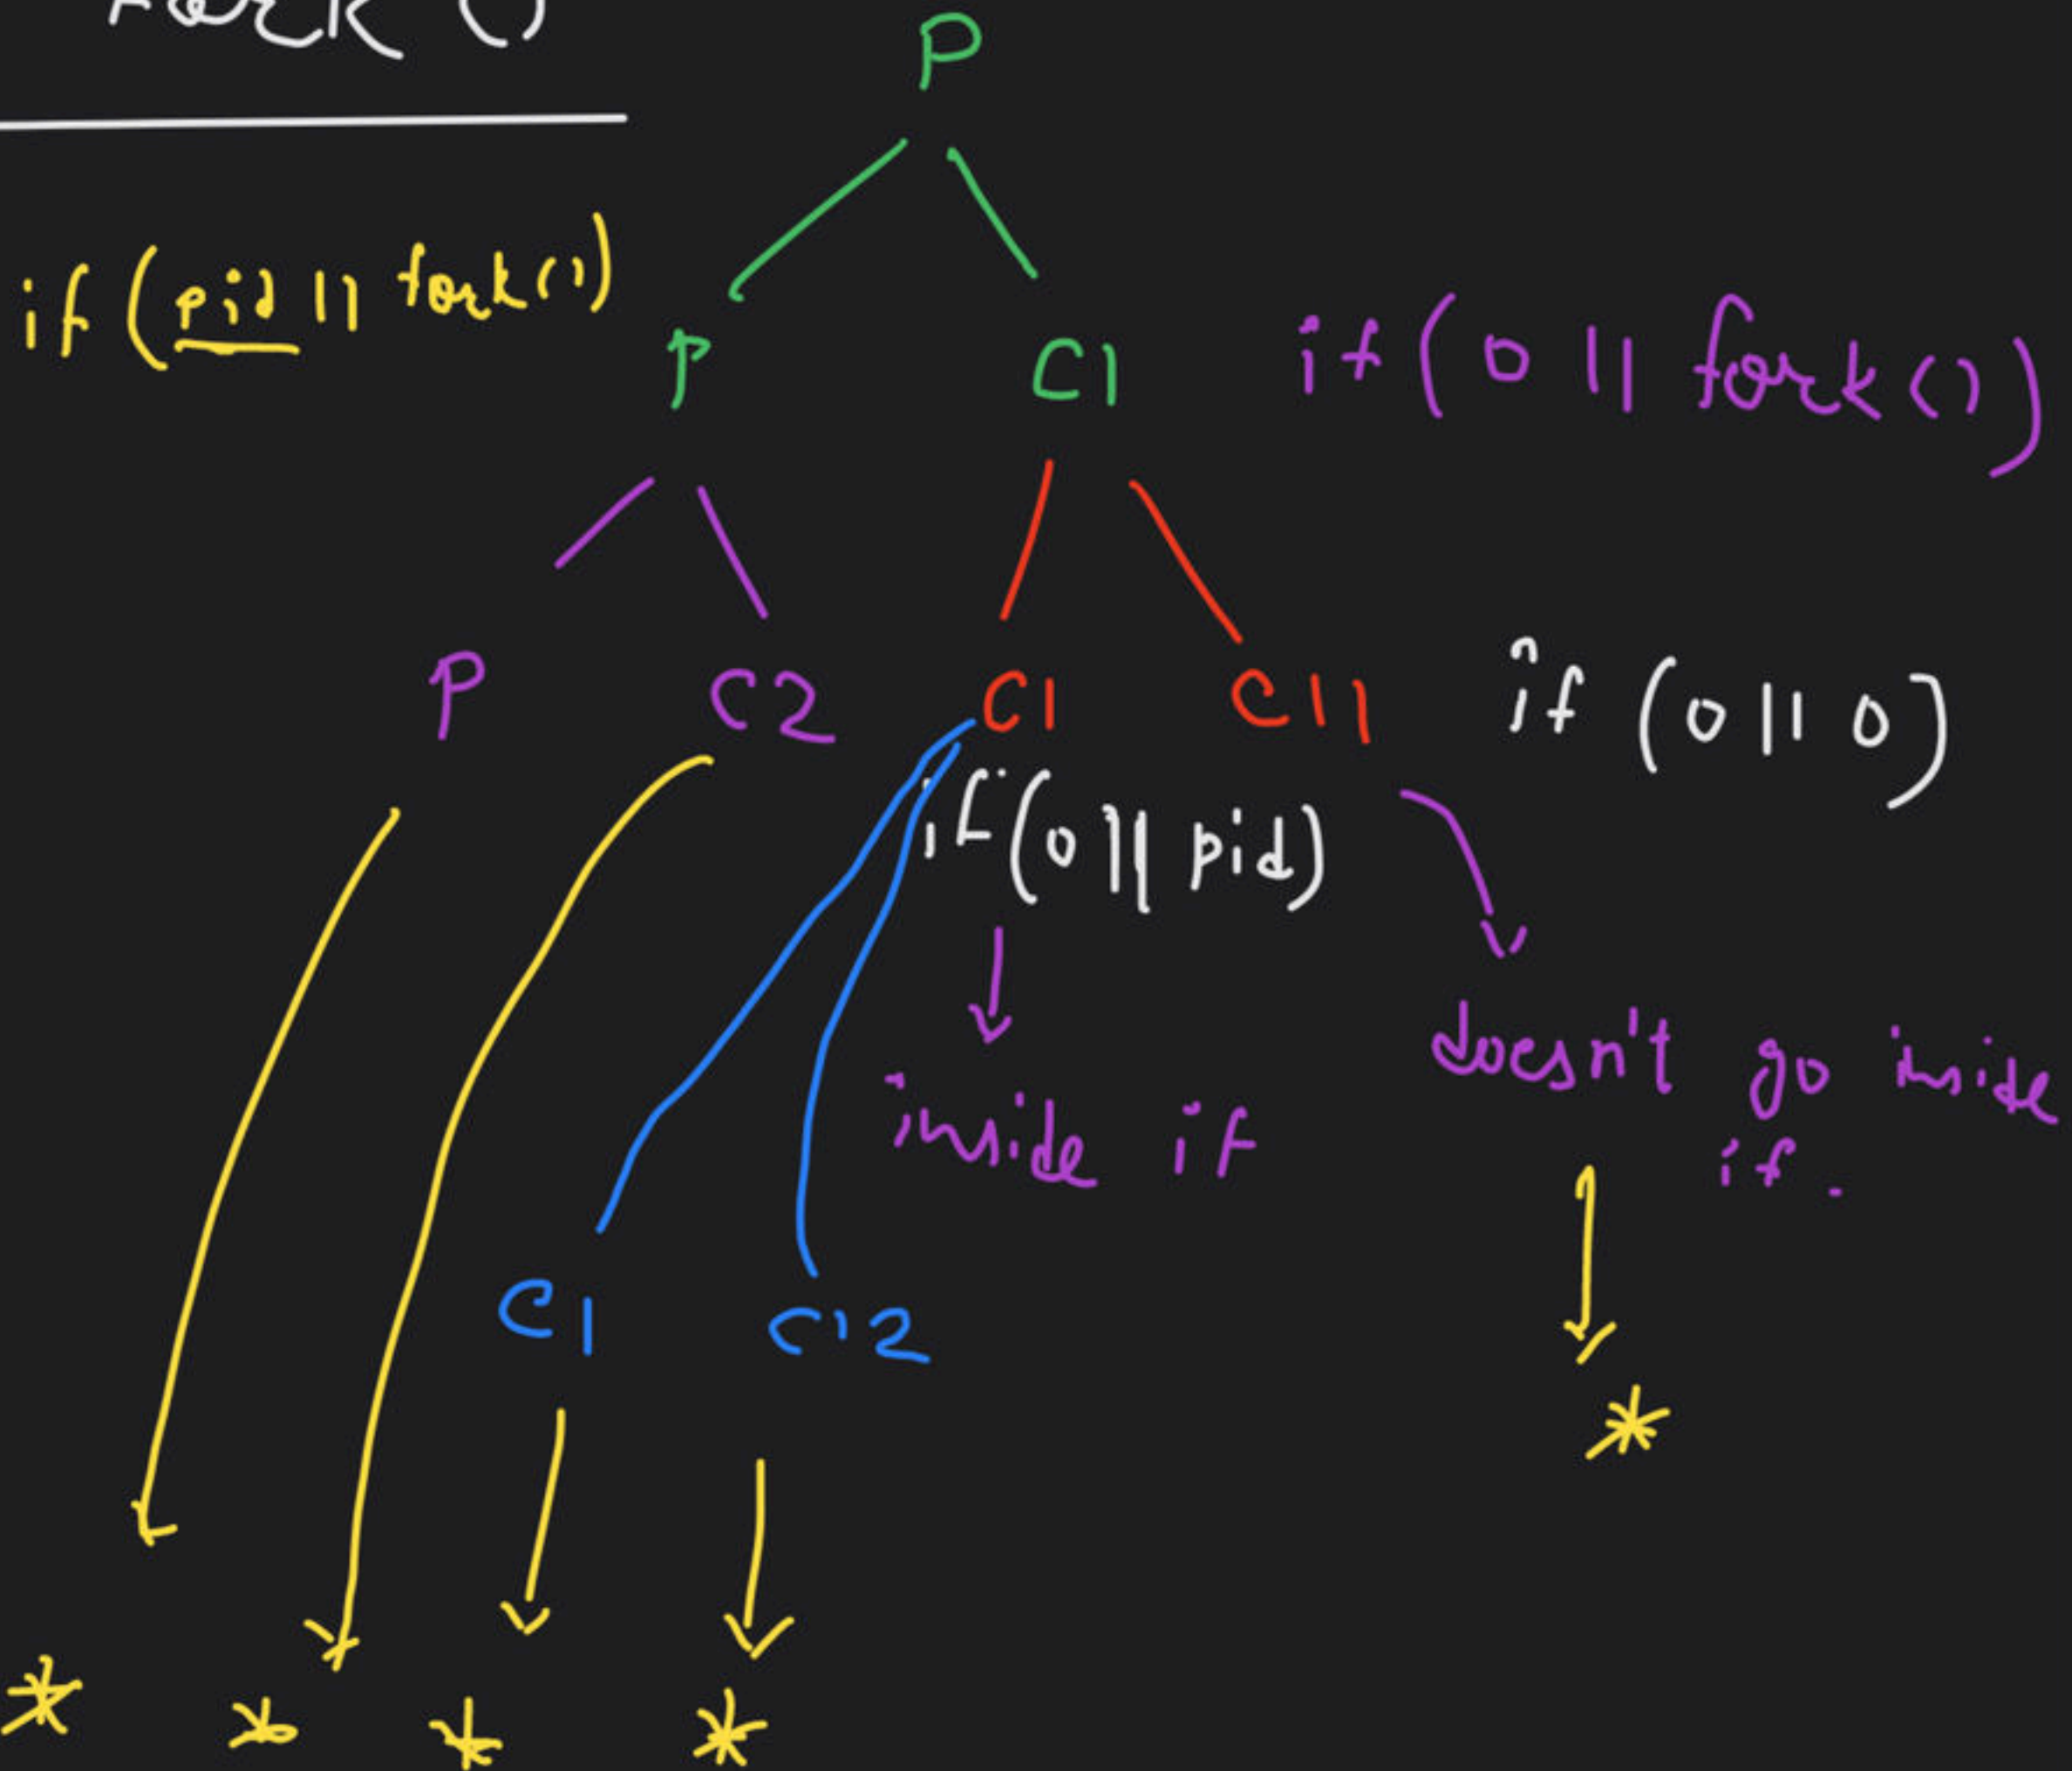 fork ()
P
if (pid || fork())
P C1 if (0 || fork())
P C2 C1 C11 if (0 || 0)
if (0 || pid)
doesn't go inside
inside if if.
C1 C12
*
* * * *